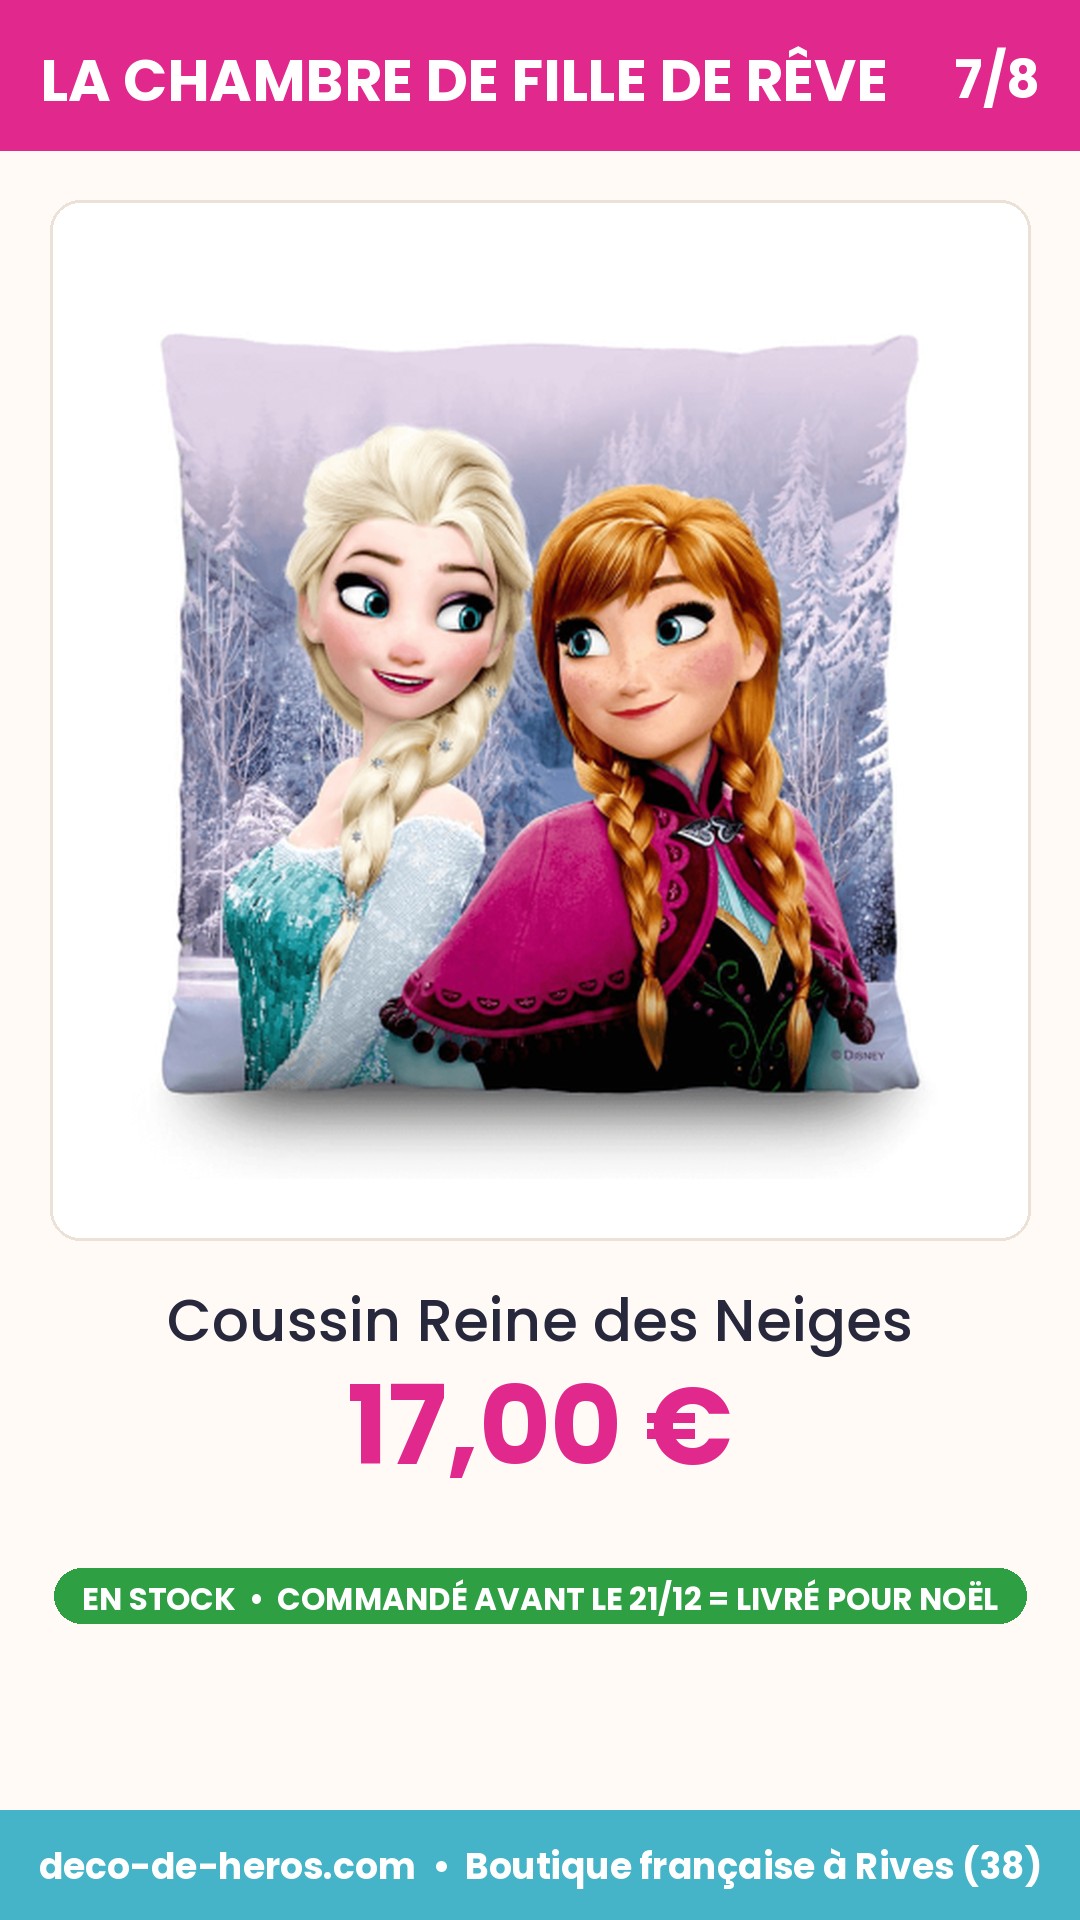 LA CHAMBRE DE FILLE DE RÊVE 7/8
© DISNEY
Coussin Reine des Neiges
17,00 €
EN STOCK • COMMANDÉ AVANT LE 21/12 = LIVRÉ POUR NOËL
deco-de-heros.com • Boutique française à Rives (38)